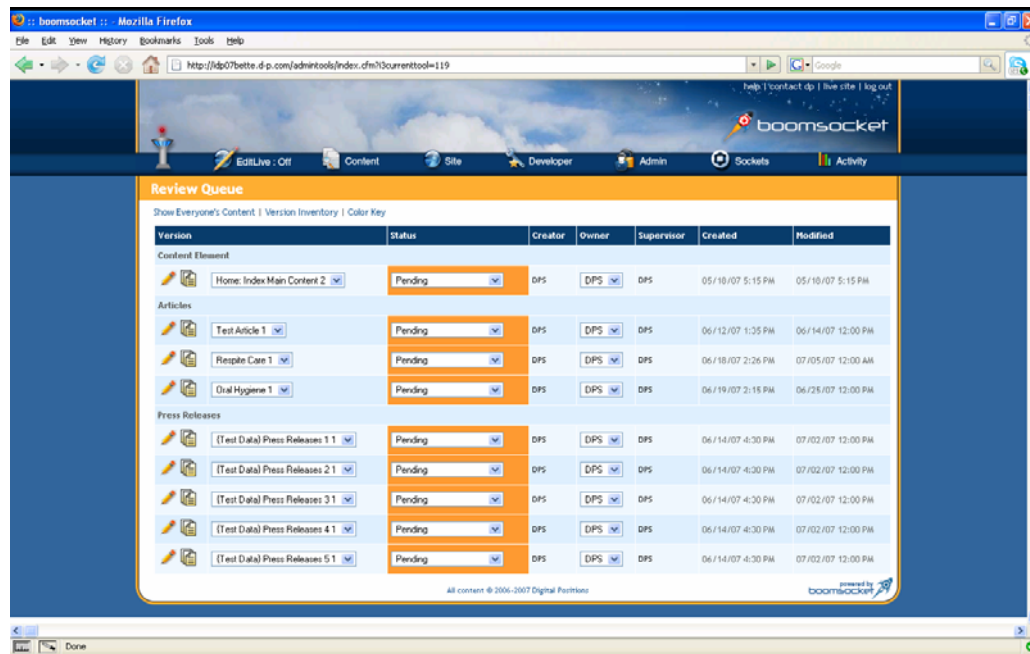 :: boomsocket :: - Mozilla Firefox
File Edit View History Bookmarks Tools Help
http://idp07bette.d-p.com/admintools/index.cfm?i3currenttool=119 Google
help | contact dp | live site | log out
boomsocket
EditLive : Off Content Site Developer Admin Sockets Activity
Review Queue
Show Everyone's Content | Version Inventory | Color Key
Version Status Creator Owner Supervisor Created Modified
Content Element
Home: Index Main Content 2 Pending DPS DPS DPS 05/18/07 5:15 PM 05/18/07 5:15 PM
Articles
Test Article 1 Pending DPS DPS DPS 06/12/07 1:35 PM 06/14/07 12:00 PM
Respite Care 1 Pending DPS DPS DPS 06/18/07 2:26 PM 07/05/07 12:00 AM
Oral Hygiene 1 Pending DPS DPS DPS 06/19/07 2:15 PM 06/25/07 12:00 PM
Press Releases
(Test Data) Press Releases 1 1 Pending DPS DPS DPS 06/14/07 4:30 PM 07/02/07 12:00 PM
(Test Data) Press Releases 2 1 Pending DPS DPS DPS 06/14/07 4:30 PM 07/02/07 12:00 PM
(Test Data) Press Releases 3 1 Pending DPS DPS DPS 06/14/07 4:30 PM 07/02/07 12:00 PM
(Test Data) Press Releases 4 1 Pending DPS DPS DPS 06/14/07 4:30 PM 07/02/07 12:00 PM
(Test Data) Press Releases 5 1 Pending DPS DPS DPS 06/14/07 4:30 PM 07/02/07 12:00 PM
All content © 2006-2007 Digital Positions
powered by
boomsocket
Done